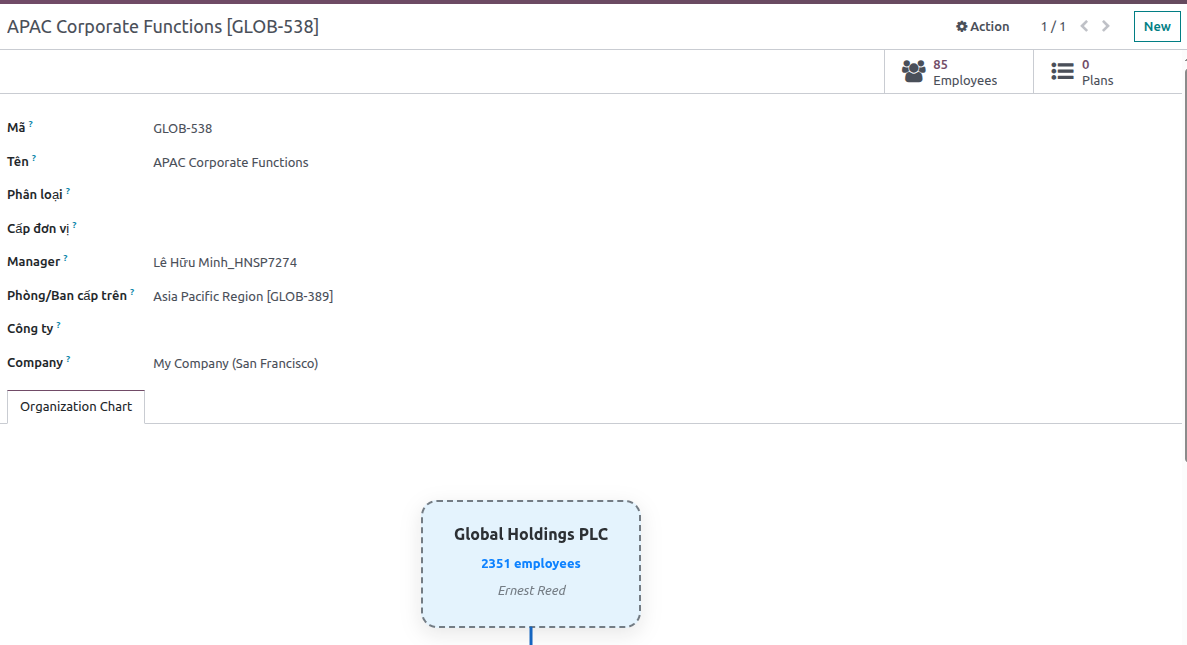 APAC Corporate Functions [GLOB-538]
Action
1 / 1
New
85
Employees
0
Plans
Mã ?
GLOB-538
Tên ?
APAC Corporate Functions
Phân loại ?
Cấp đơn vị ?
Manager ?
Lê Hữu Minh_HNSP7274
Phòng/Ban cấp trên ?
Asia Pacific Region [GLOB-389]
Công ty ?
Company ?
My Company (San Francisco)
Organization Chart
Global Holdings PLC
2351 employees
Ernest Reed